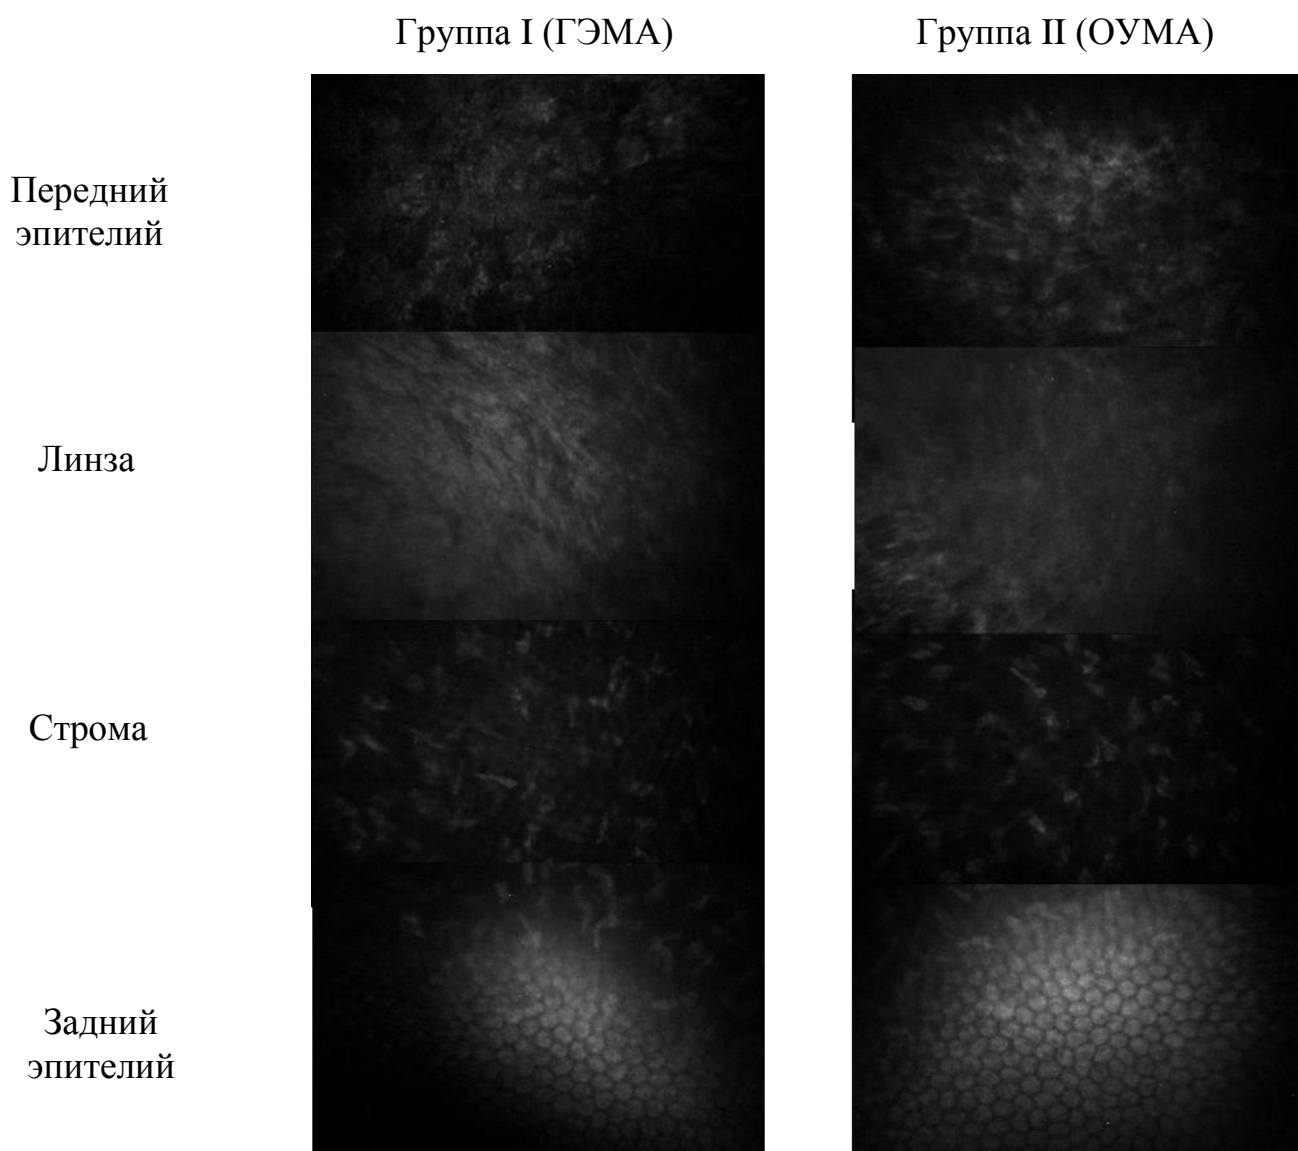 Группа I (ГЭМА)
Группа II (ОУМА)
Передний
эпителий
Линза
Строма
Задний
эпителий